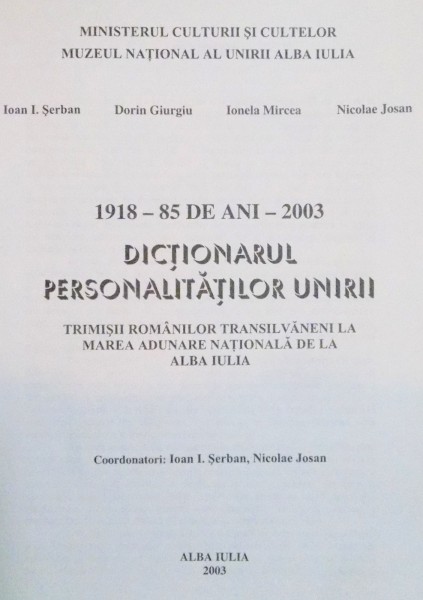 MINISTERUL CULTURII ŞI CULTELOR
MUZEUL NAŢIONAL AL UNIRII ALBA IULIA
Ioan I. Şerban Dorin Giurgiu Ionela Mircea Nicolae Josan
1918 – 85 DE ANI – 2003
DICŢIONARUL
PERSONALITĂŢILOR UNIRII
TRIMIŞII ROMÂNILOR TRANSILVĂNENI LA
MAREA ADUNARE NAŢIONALĂ DE LA
ALBA IULIA
Coordonatori: Ioan I. Şerban, Nicolae Josan
ALBA IULIA
2003